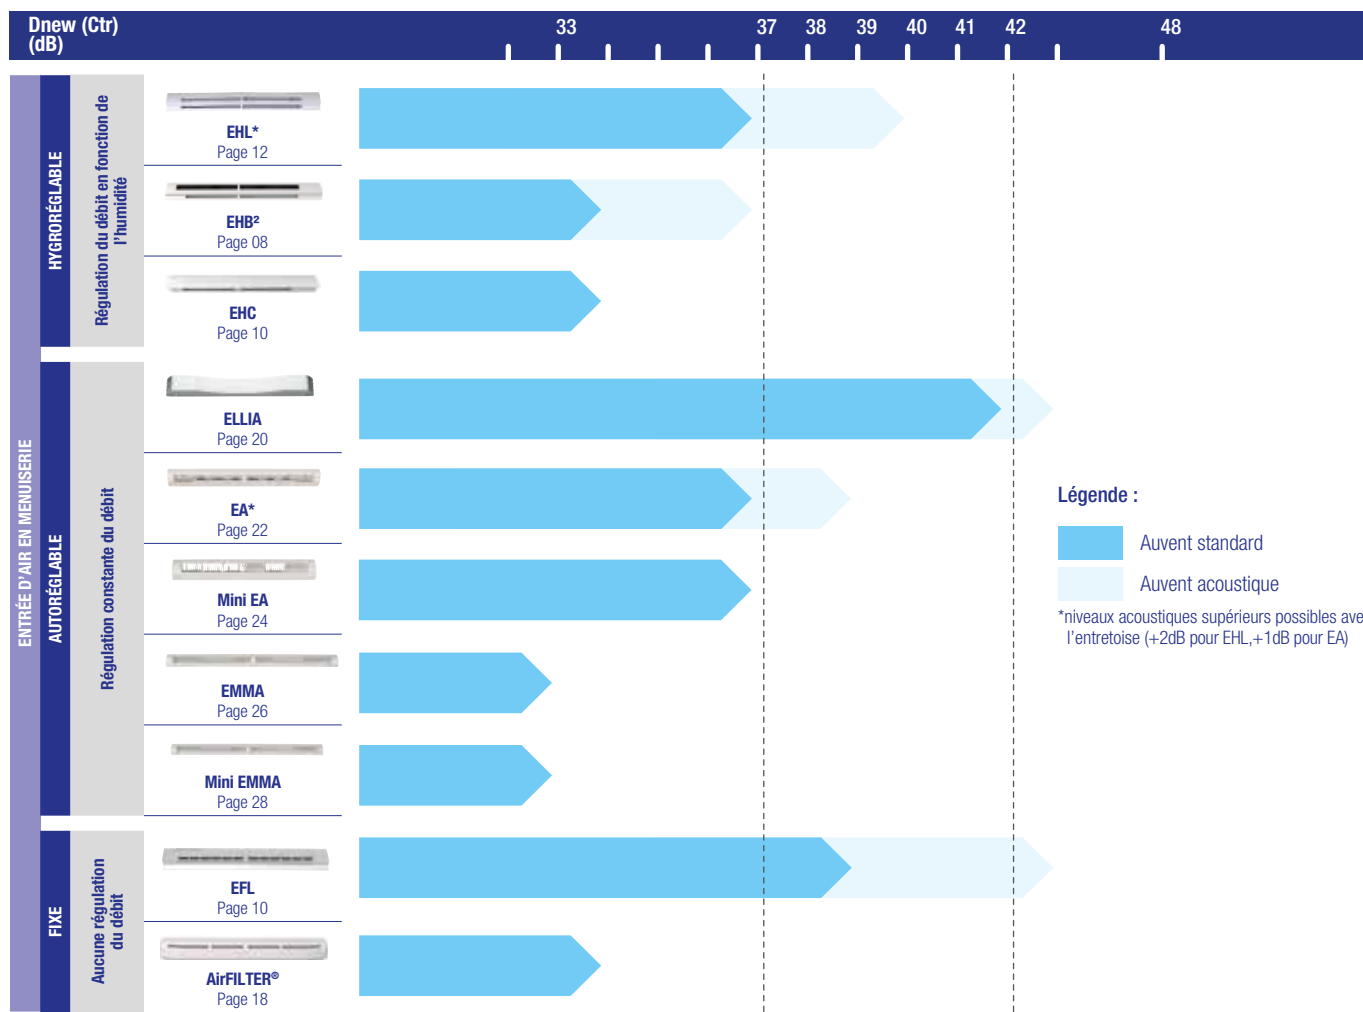 Dnew (Ctr)
(dB)
33
37
38
39
40
41
42
48
ENTRÉE D'AIR EN MENUISERIE
HYGRORÉGLABLE
Régulation du débit en fonction de
l'humidité
EHL*
Page 12
EHB²
Page 08
EHC
Page 10
AUTORÉGLABLE
Régulation constante du débit
ELLIA
Page 20
EA*
Page 22
Mini EA
Page 24
EMMA
Page 26
Mini EMMA
Page 28
FIXE
Aucune régulation
du débit
EFL
Page 10
AirFILTER®
Page 18
Légende :
Auvent standard
Auvent acoustique
*niveaux acoustiques supérieurs possibles ave
l'entretoise (+2dB pour EHL,+1dB pour EA)